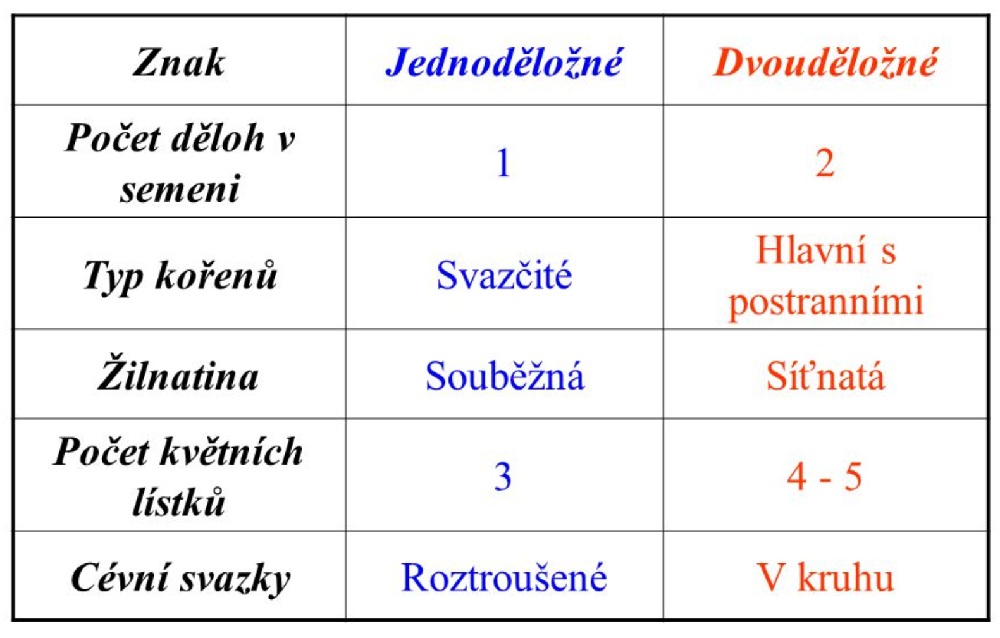 Znak Jednoděložné Dvouděložné
Počet děloh v
semeni
1
2
Typ kořenů
Svazčité
Hlavní s
postranními
Žilnatina Souběžná Síťnatá
Počet květních
lístků
3
4 - 5
Cévní svazky Roztroušené V kruhu